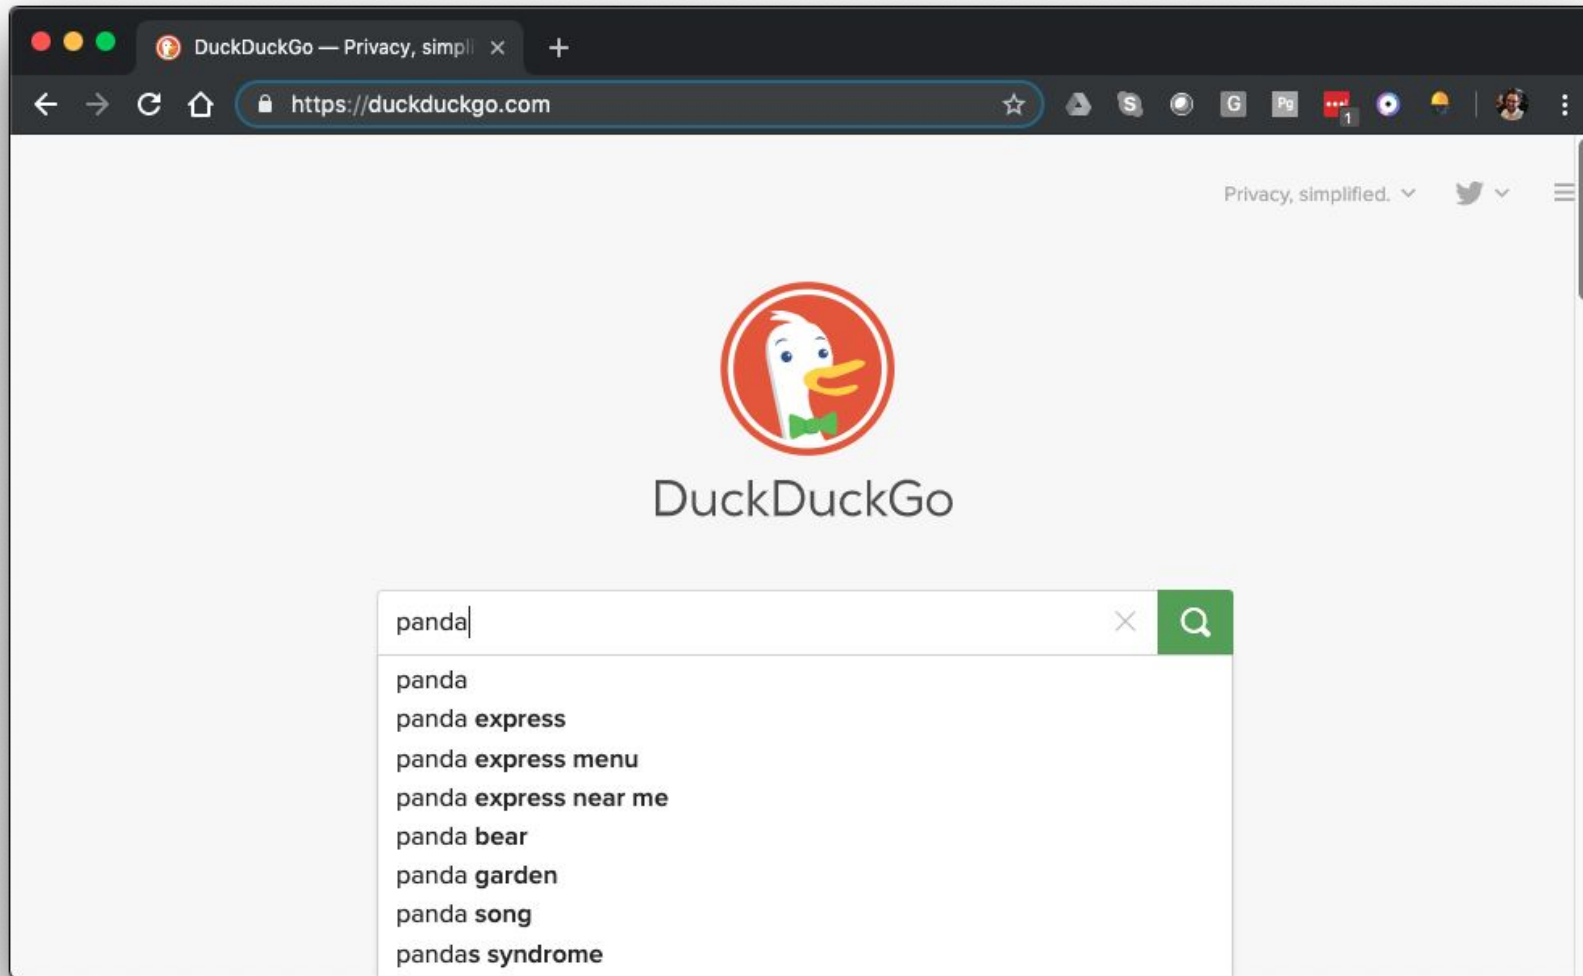 DuckDuckGo — Privacy, simpli
https://duckduckgo.com
S
G
Pg
1
Privacy, simplified.
DuckDuckGo
panda
panda
panda express
panda express menu
panda express near me
panda bear
panda garden
panda song
pandas syndrome